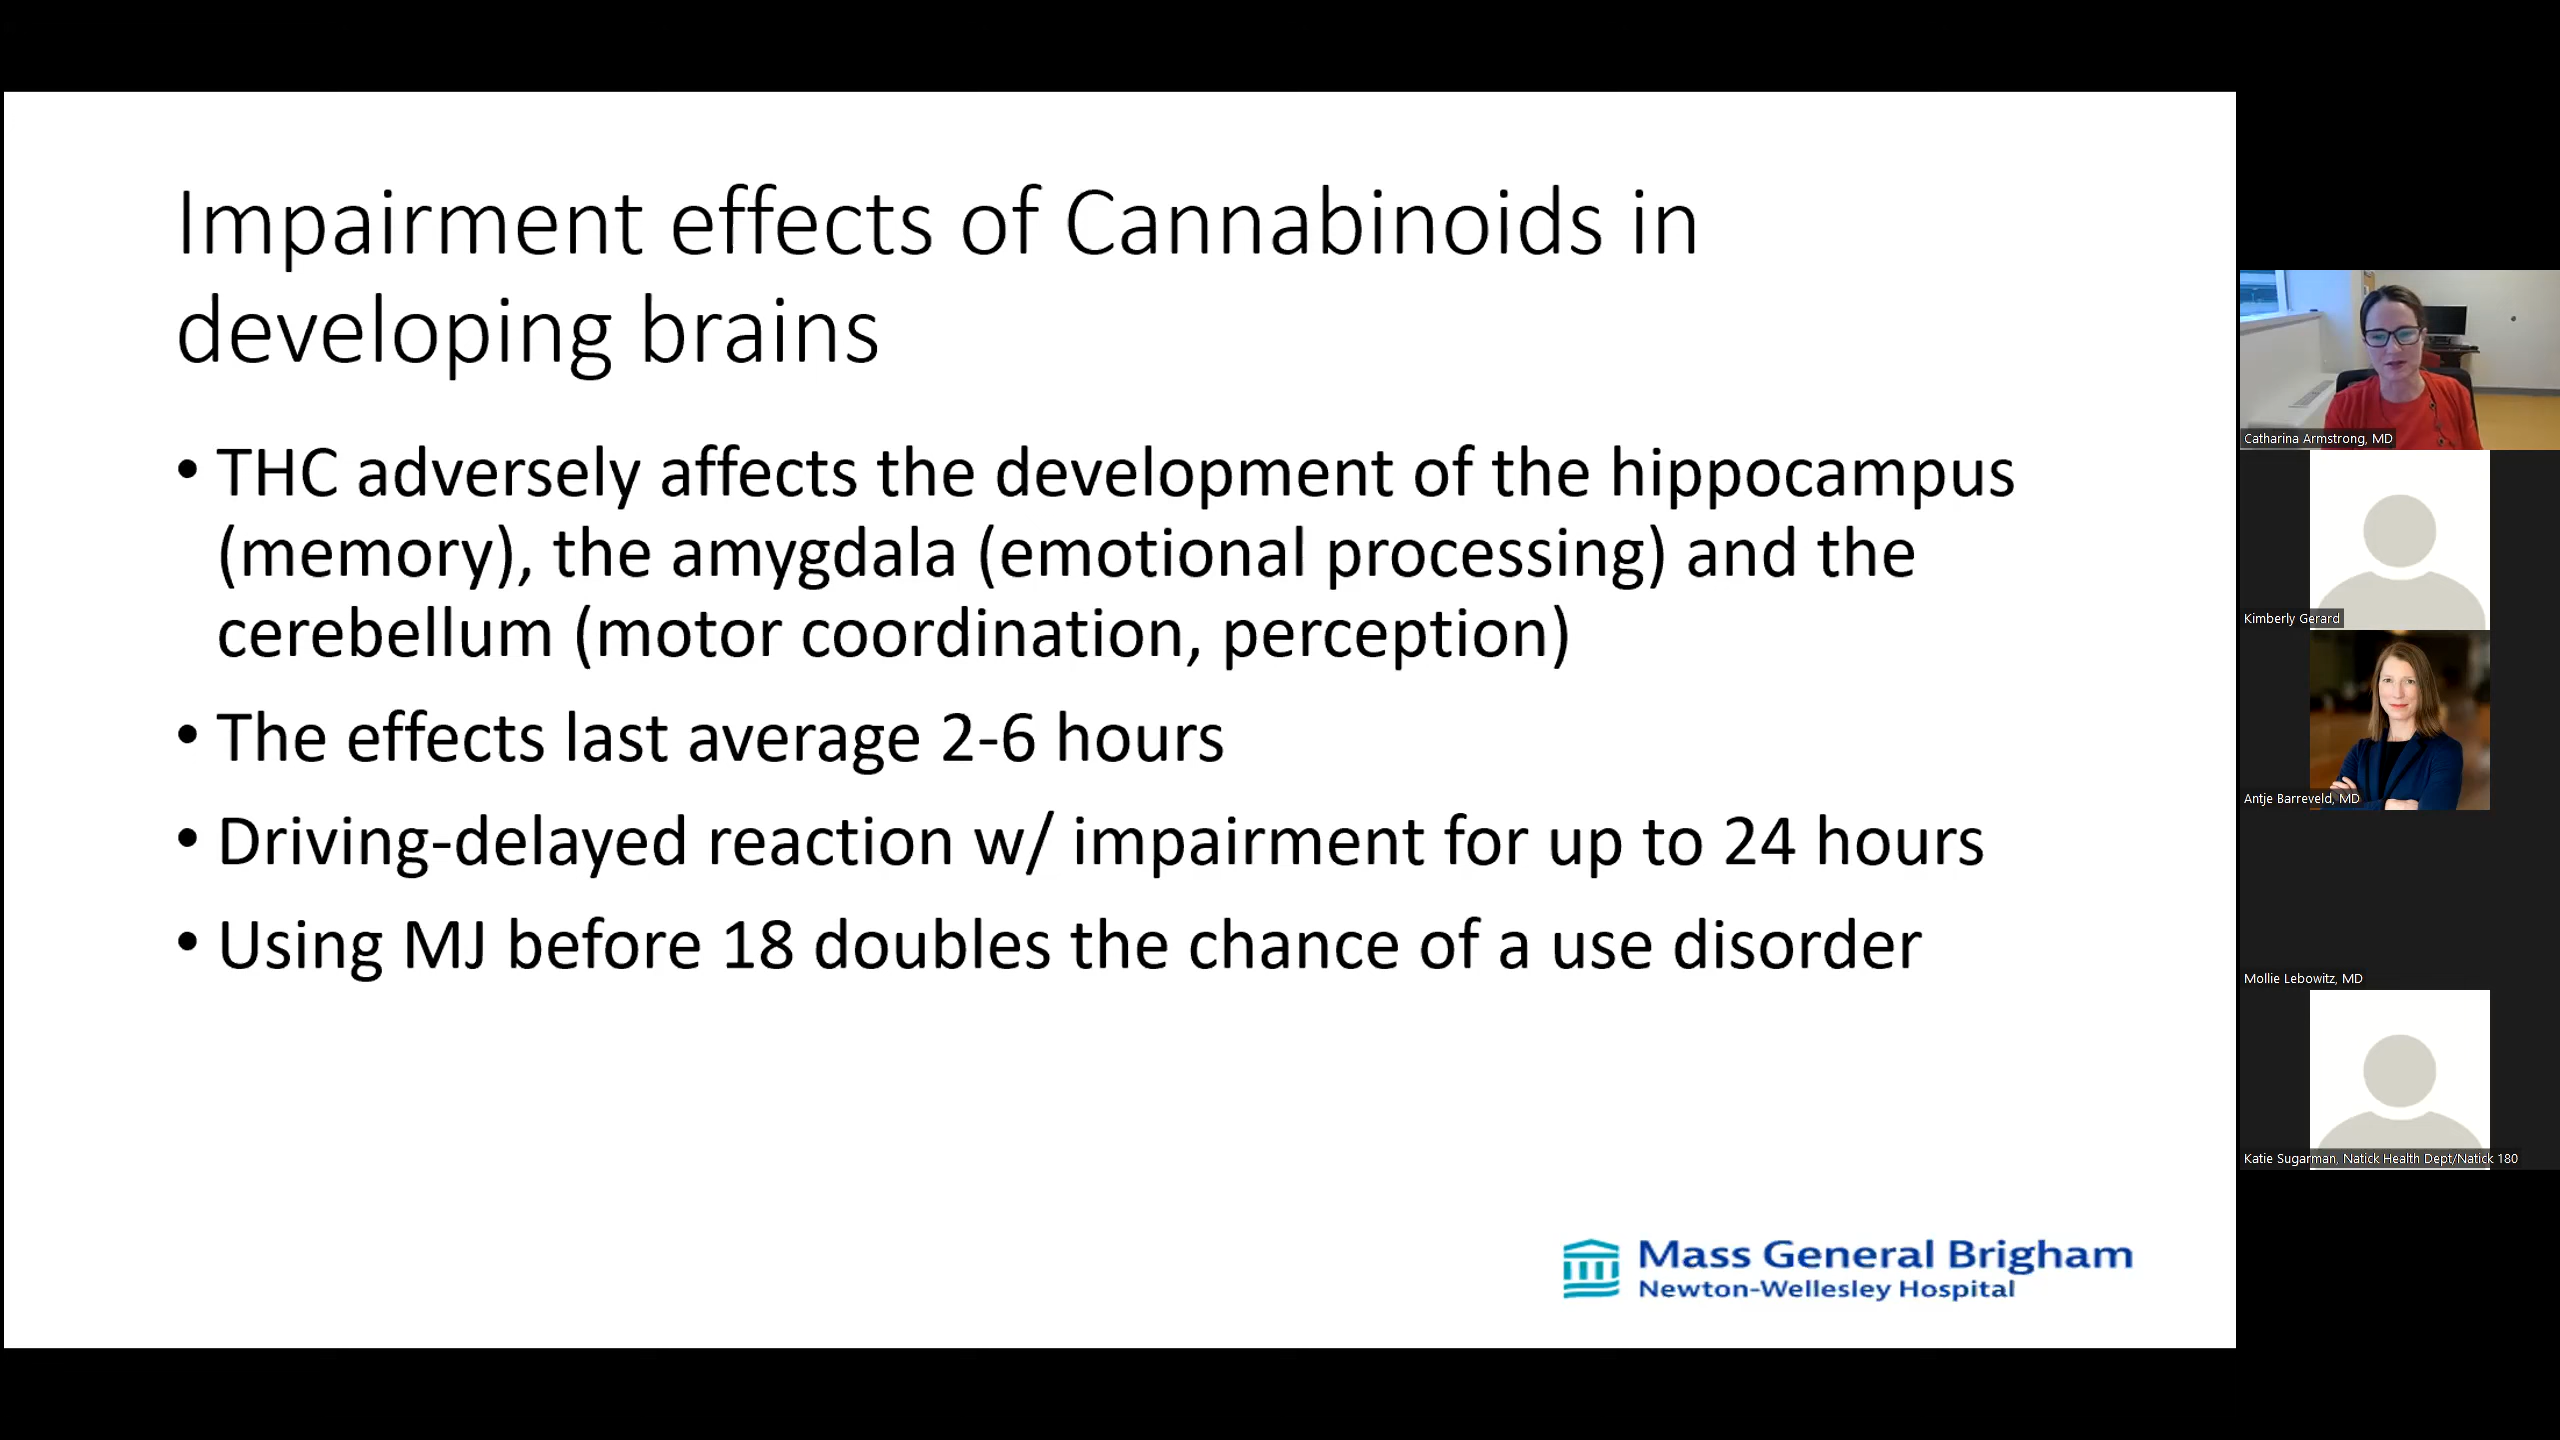 Impairment effects of Cannabinoids in
developing brains
• THC adversely affects the development of the hippocampus
(memory), the amygdala (emotional processing) and the
cerebellum (motor coordination, perception)
• The effects last average 2-6 hours
• Driving-delayed reaction w/ impairment for up to 24 hours
• Using MJ before 18 doubles the chance of a use disorder
Mass General Brigham
Newton-Wellesley Hospital
Catharina Armstrong, MD
Kimberly Gerard
Antje Barreveld, MD
Mollie Lebowitz, MD
Katie Sugarman, Natick Health Dept/Natick 180